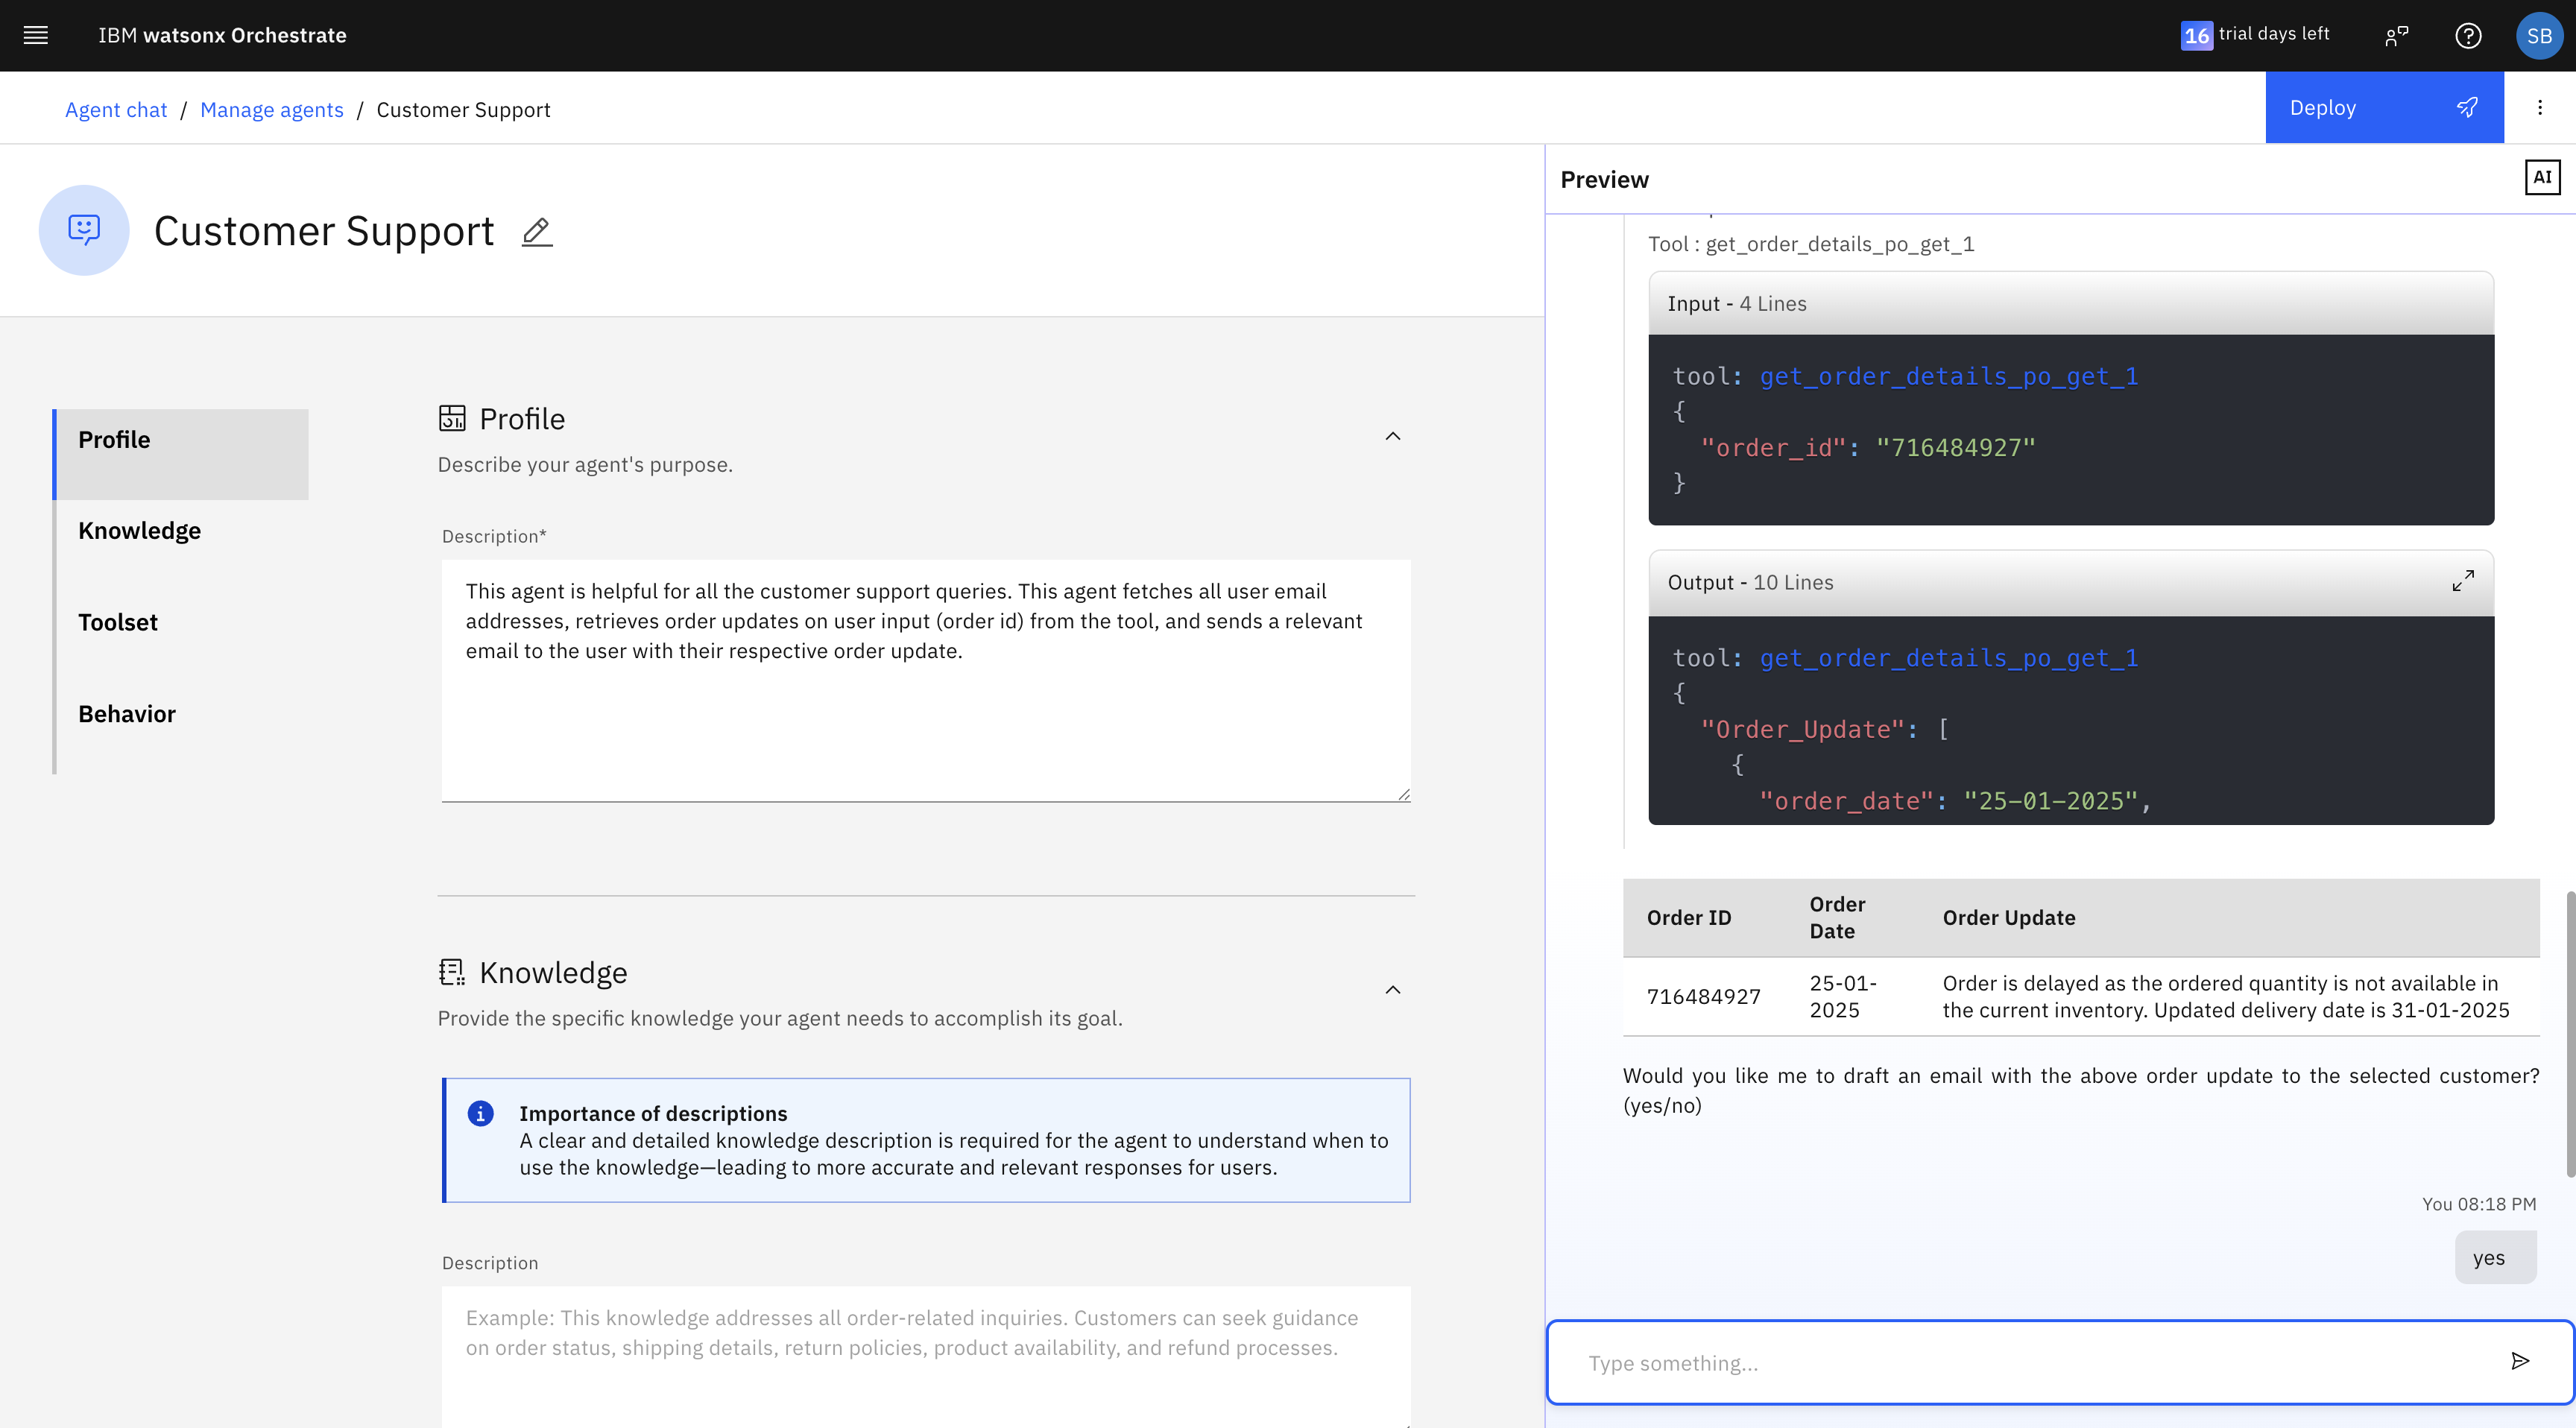 IBM watsonx Orchestrate
16 trial days left
SB
Agent chat / Manage agents / Customer Support
Deploy
Customer Support
Profile
Knowledge
Toolset
Behavior
Profile
Describe your agent's purpose.
Description*
This agent is helpful for all the customer support queries. This agent fetches all user email
addresses, retrieves order updates on user input (order id) from the tool, and sends a relevant
email to the user with their respective order update.
Knowledge
Provide the specific knowledge your agent needs to accomplish its goal.
Importance of descriptions
A clear and detailed knowledge description is required for the agent to understand when to
use the knowledge—leading to more accurate and relevant responses for users.
Description
Example: This knowledge addresses all order-related inquiries. Customers can seek guidance
on order status, shipping details, return policies, product availability, and refund processes.
Preview
AI
Tool : get_order_details_po_get_1
Input - 4 Lines
tool: get_order_details_po_get_1
{
"order_id": "716484927"
}
Output - 10 Lines
tool: get_order_details_po_get_1
{
"Order_Update": [
{
"order_date": "25-01-2025",
Order ID
Order
Date
Order Update
716484927
25-01-
2025
Order is delayed as the ordered quantity is not available in
the current inventory. Updated delivery date is 31-01-2025
Would you like me to draft an email with the above order update to the selected customer?
(yes/no)
You 08:18 PM
yes
Type something...